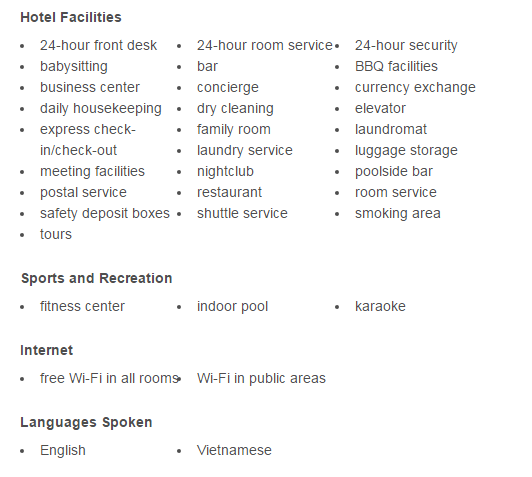 Hotel Facilities
24-hour front desk
24-hour room service
24-hour security
babysitting
bar
BBQ facilities
business center
concierge
currency exchange
daily housekeeping
dry cleaning
elevator
express check-
in/check-out
family room
laundromat
laundry service
luggage storage
meeting facilities
nightclub
poolside bar
postal service
restaurant
room service
safety deposit boxes
shuttle service
smoking area
tours
Sports and Recreation
fitness center
indoor pool
karaoke
Internet
free Wi-Fi in all rooms
Wi-Fi in public areas
Languages Spoken
English
Vietnamese